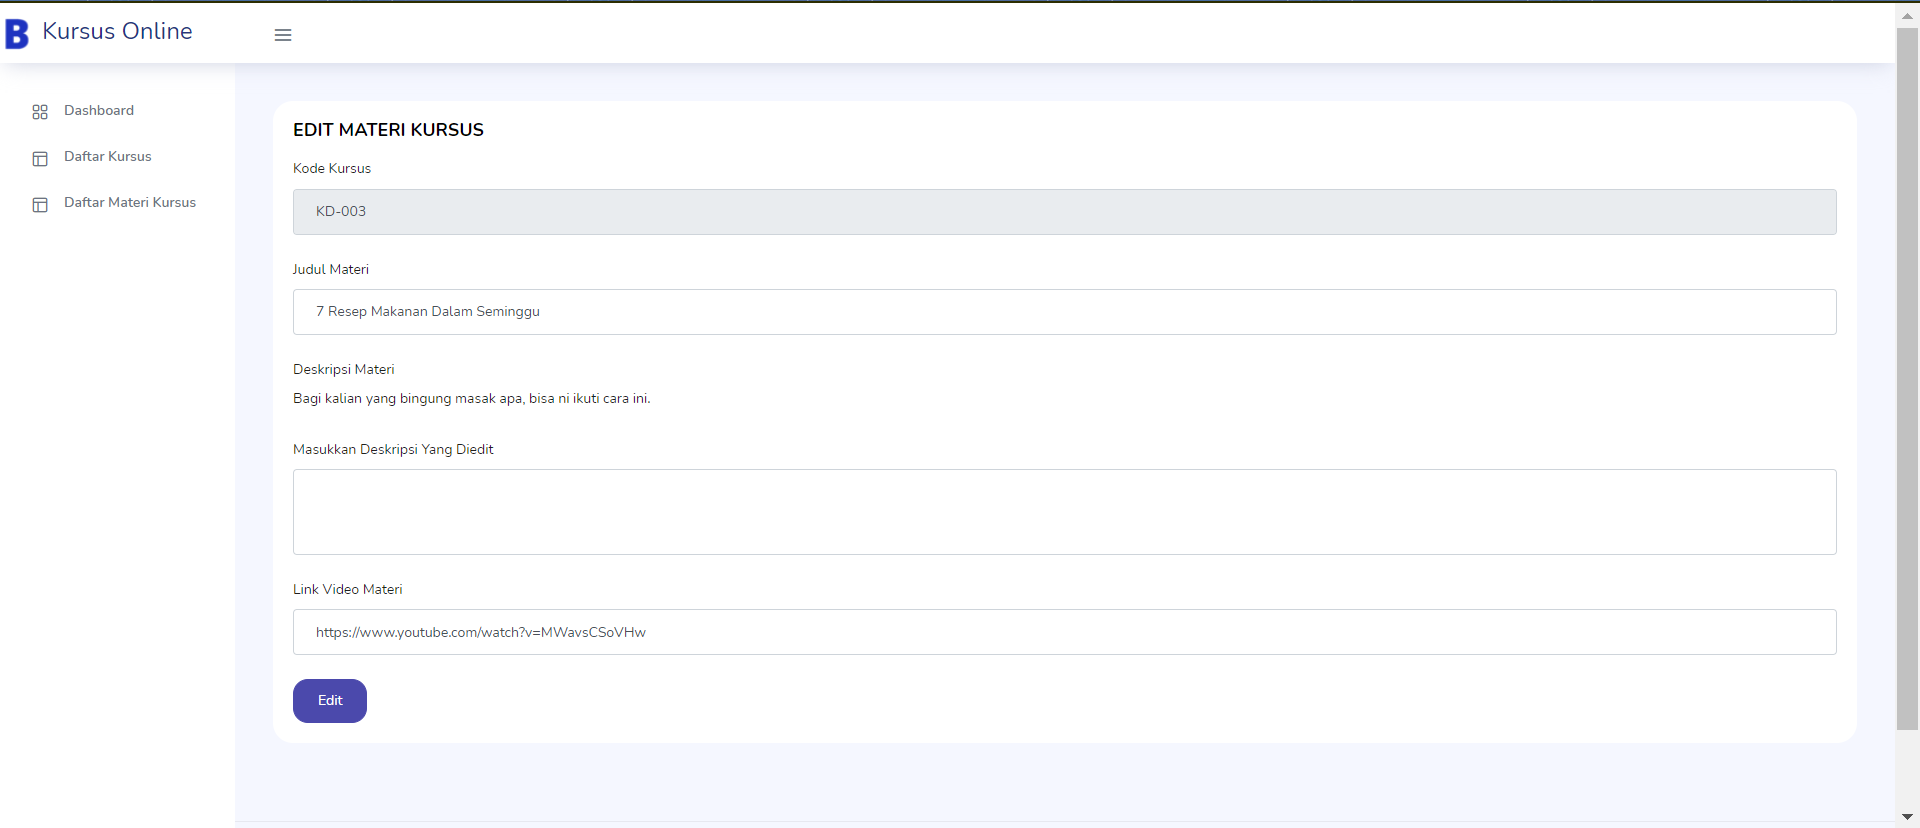 B Kursus Online
Dashboard
Daftar Kursus
Daftar Materi Kursus
EDIT MATERI KURSUS
Kode Kursus
KD-003
Judul Materi
7 Resep Makanan Dalam Seminggu
Deskripsi Materi
Bagi kalian yang bingung masak apa, bisa ni ikuti cara ini.
Masukkan Deskripsi Yang Diedit
Link Video Materi
https://www.youtube.com/watch?v=MWavsCSoVHw
Edit